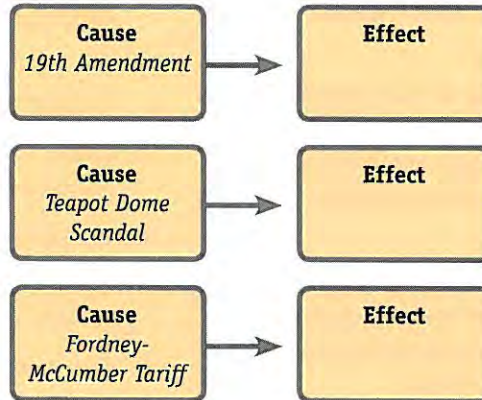 Cause
19th Amendment
Effect
Cause
Teapot Dome
Scandal
Effect
Cause
Fordney-
McCumber Tariff
Effect